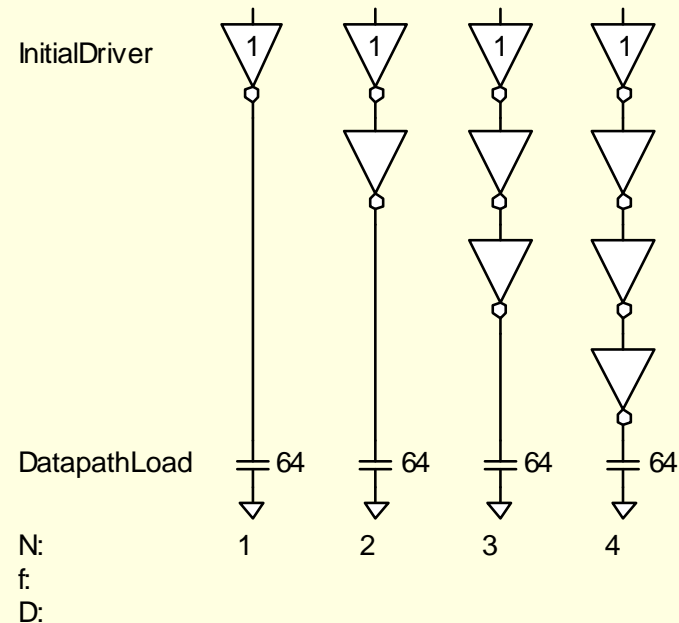 1 1 1 1
InitialDriver
DatapathLoad 64 64 64 64
N: 1 2 3 4
f:
D: